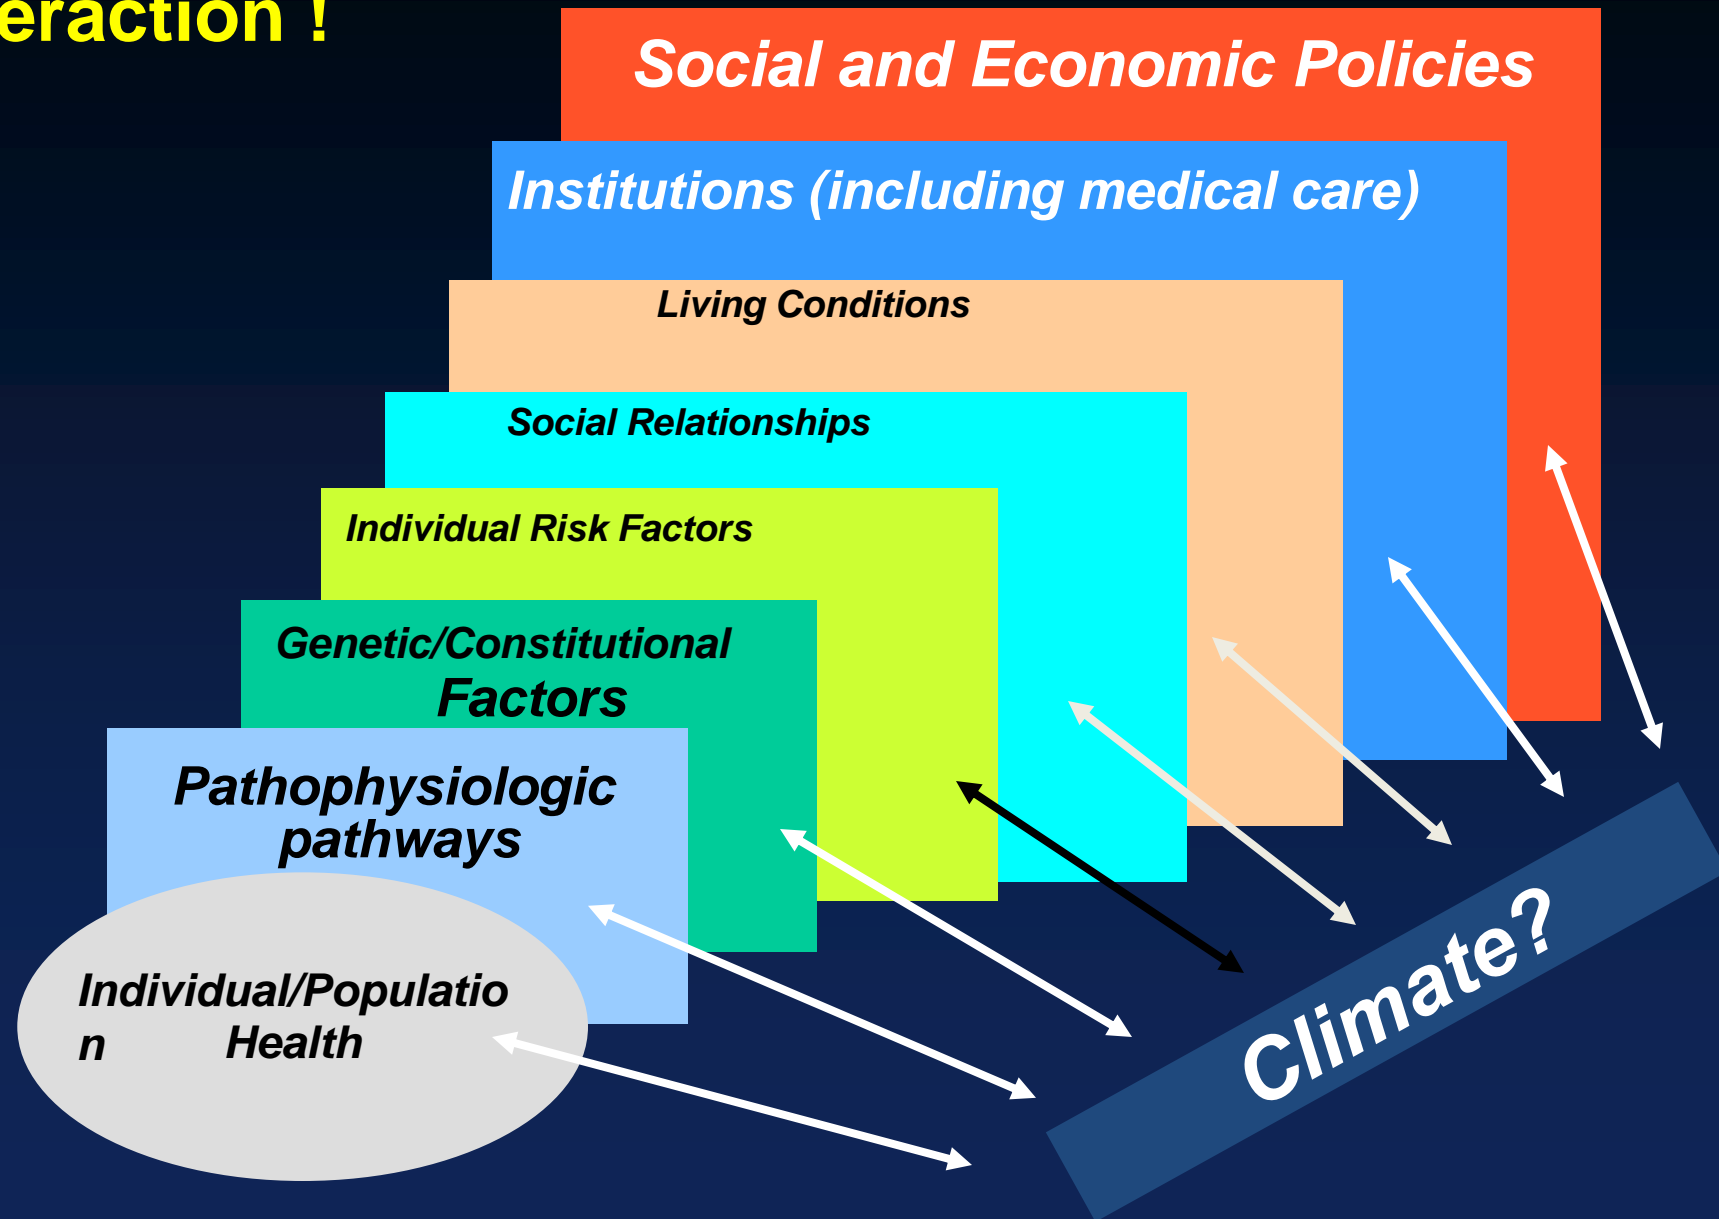 eraction !
Social and Economic Policies
Institutions (including medical care)
Living Conditions
Social Relationships
Individual Risk Factors
Genetic/Constitutional
Factors
Pathophysiologic
pathways
Individual/Populatio
n Health
Climate?